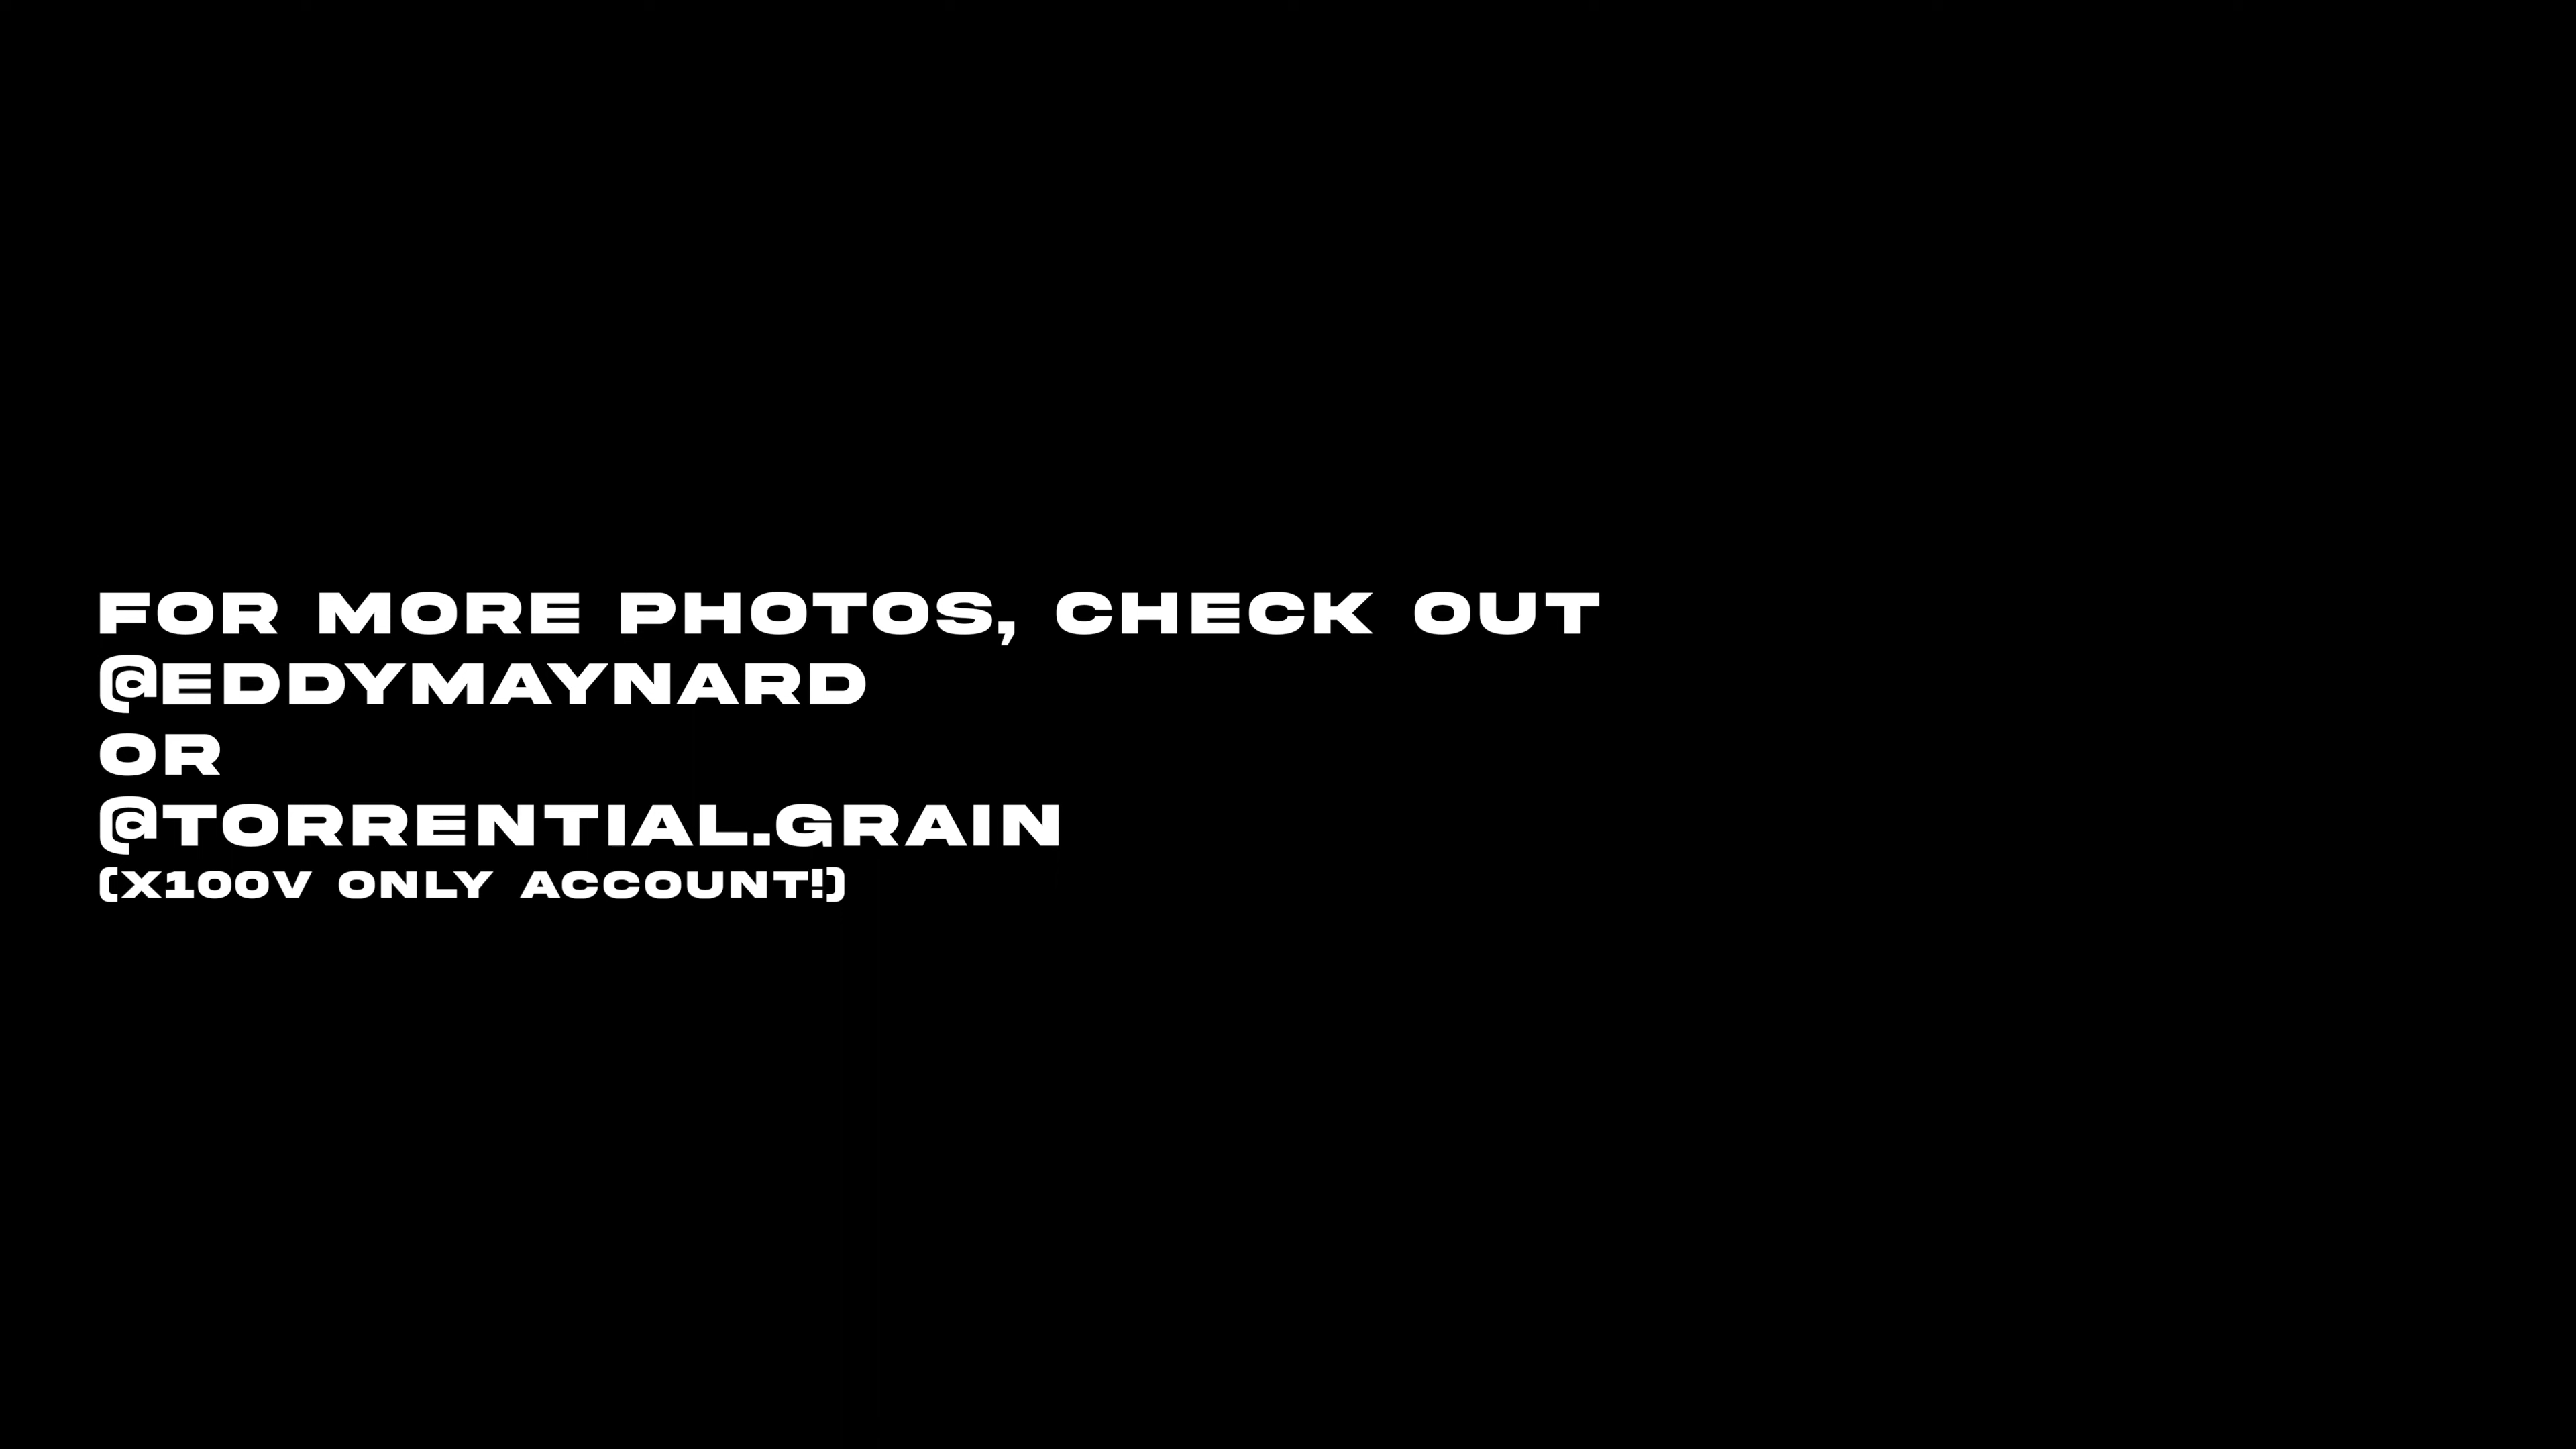 FOR MORE PHOTOS, CHECK OUT
@EDDYMAYNARD
OR
@TORRENTIAL.GRAIN
(X100V ONLY ACCOUNT!)